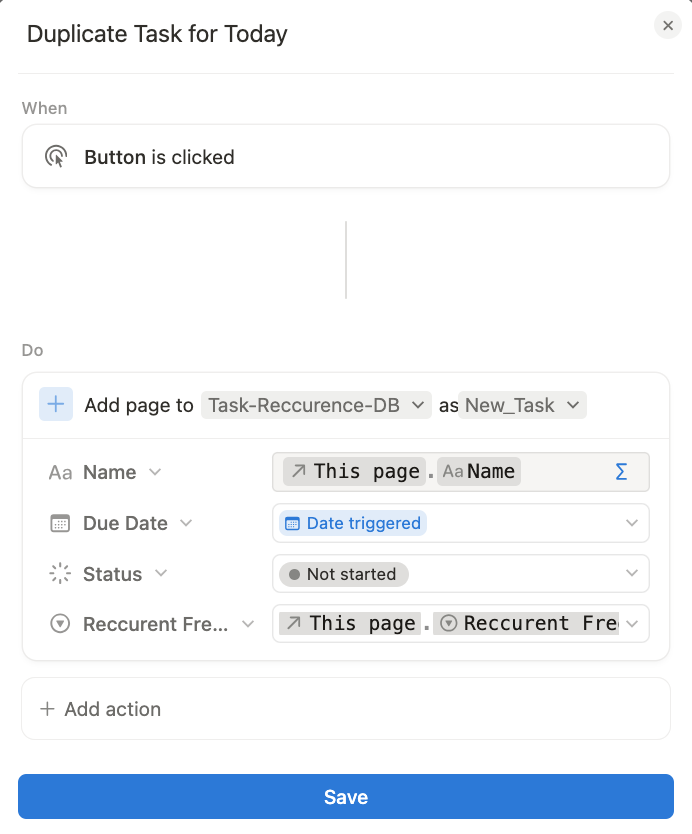 Duplicate Task for Today
When
Button is clicked
Do
Add page to Task-Reccurence-DB as New_Task
Aa Name This page . Aa Name Σ
Due Date Date triggered
Status Not started
Reccurent Fre... This page . Reccurent Fre
+ Add action
Save